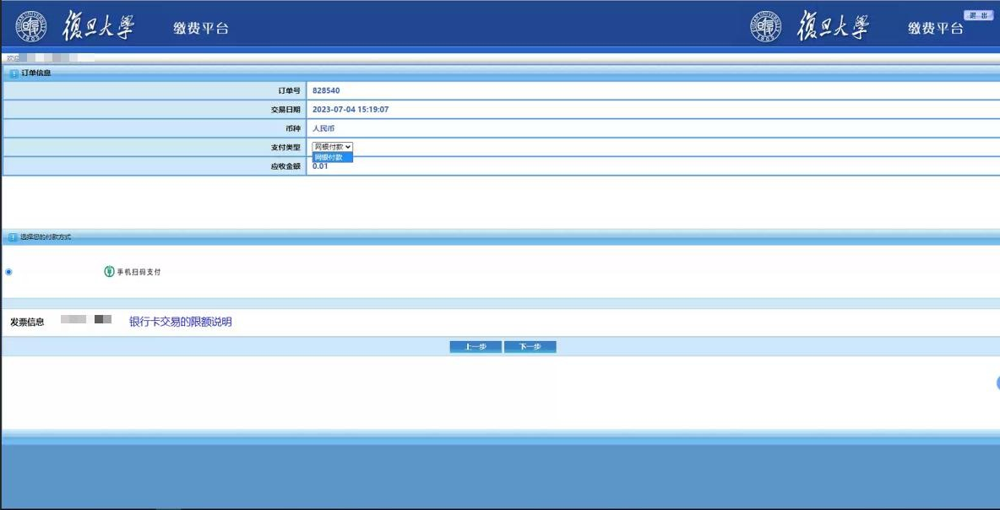 復旦大學 缴费平台 復旦大學 缴费平台 退 出
欢迎
订单信息
订单号 828540
交易日期 2023-07-04 15:19:07
币种 人民币
支付类型 网银付款
网银付款
应收金额 0.01
选择您的付款方式
手机扫码支付
发票信息 银行卡交易的限额说明
上一步 下一步